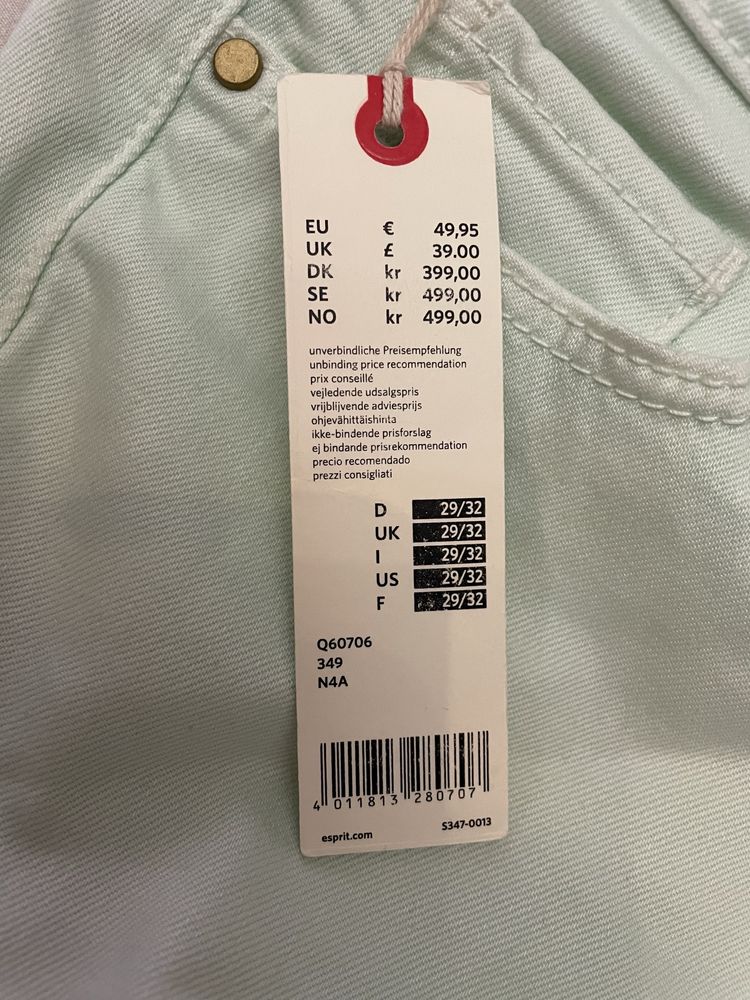 EU € 49,95
UK £ 39.00
DK kr 399,00
SE kr 499,00
NO kr 499,00
unverbindliche Preisempfehlung
unbinding price recommendation
prix conseillé
vejledende udsalgspris
vrijblijvende adviesprijs
ohjevähittäishinta
ikke-bindende prisforslag
ej bindande prisrekommendation
precio recomendado
prezzi consigliati
D 29/32
UK 29/32
I 29/32
US 29/32
F 29/32
Q60706
349
N4A
4 011813 280707
esprit.com S347-0013